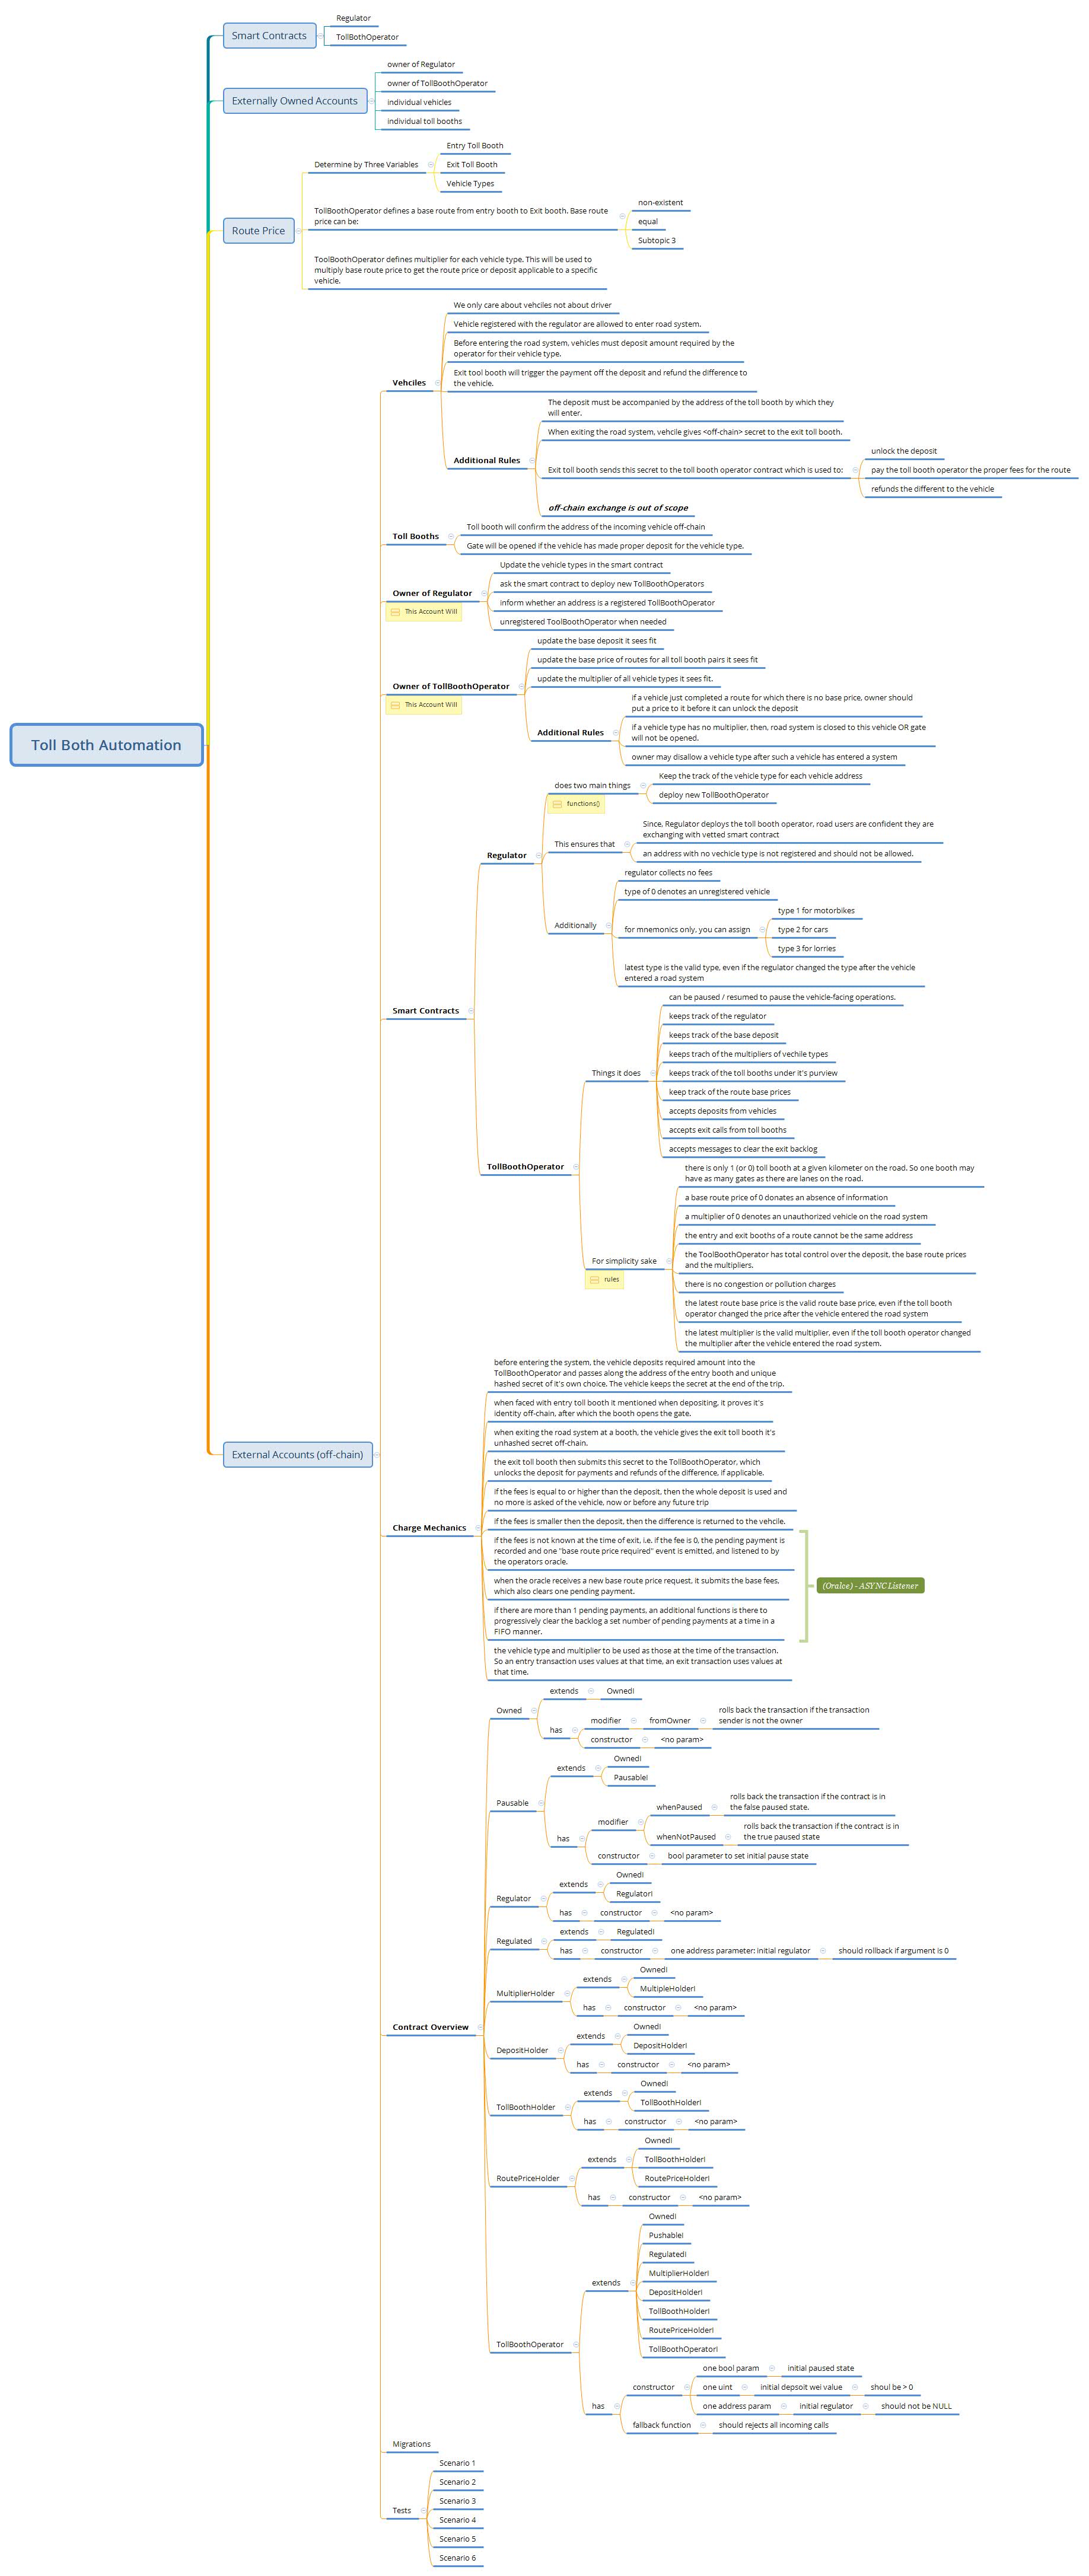 Toll Both Automation
Smart Contracts
Regulator
TollBothOperator
Externally Owned Accounts
owner of Regulator
owner of TollBoothOperator
individual vehicles
individual toll booths
Route Price
Determine by Three Variables
Entry Toll Booth
Exit Toll Booth
Vehicle Types
TollBoothOperator defines a base route from entry booth to Exit booth. Base route
price can be:
non-existent
equal
Subtopic 3
ToolBoothOperator defines multiplier for each vehicle type. This will be used to
multiply base route price to get the route price or deposit applicable to a specific
vehicle.
External Accounts (off-chain)
Vehciles
We only care about vehciles not about driver
Vehicle registered with the regulator are allowed to enter road system.
Before entering the road system, vehicles must deposit amount required by the
operator for their vehicle type.
Exit tool booth will trigger the payment off the deposit and refund the difference to
the vehicle.
Additional Rules
The deposit must be accompanied by the address of the toll booth by which they
will enter.
When exiting the road system, vehcile gives <off-chain> secret to the exit toll booth.
Exit toll booth sends this secret to the toll booth operator contract which is used to:
unlock the deposit
pay the toll booth operator the proper fees for the route
refunds the different to the vehicle
off-chain exchange is out of scope
Toll Booths
Toll booth will confirm the address of the incoming vehicle off-chain
Gate will be opened if the vehicle has made proper deposit for the vehicle type.
Owner of Regulator
This Account Will
Update the vehicle types in the smart contract
ask the smart contract to deploy new TollBoothOperators
inform whether an address is a registered TollBoothOperator
unregistered ToolBoothOperator when needed
Owner of TollBoothOperator
This Account Will
update the base deposit it sees fit
update the base price of routes for all toll booth pairs it sees fit
update the multiplier of all vehicle types it sees fit.
Additional Rules
if a vehicle just completed a route for which there is no base price, owner should
put a price to it before it can unlock the deposit
if a vehicle type has no multiplier, then, road system is closed to this vehicle OR gate
will not be opened.
owner may disallow a vehicle type after such a vehicle has entered a system
Smart Contracts
Regulator
does two main things
functions()
Keep the track of the vehicle type for each vehicle address
deploy new TollBoothOperator
This ensures that
Since, Regulator deploys the toll booth operator, road users are confident they are
exchanging with vetted smart contract
an address with no vechicle type is not registered and should not be allowed.
Additionally
regulator collects no fees
type of 0 denotes an unregistered vehicle
for mnemonics only, you can assign
type 1 for motorbikes
type 2 for cars
type 3 for lorries
latest type is the valid type, even if the regulator changed the type after the vehicle
entered a road system
TollBoothOperator
Things it does
can be paused / resumed to pause the vehicle-facing operations.
keeps track of the regulator
keeps track of the base deposit
keeps trach of the multipliers of vechile types
keeps track of the toll booths under it's purview
keep track of the route base prices
accepts deposits from vehicles
accepts exit calls from toll booths
accepts messages to clear the exit backlog
For simplicity sake
rules
there is only 1 (or 0) toll booth at a given kilometer on the road. So one booth may
have as many gates as there are lanes on the road.
a base route price of 0 donates an absence of information
a multiplier of 0 denotes an unauthorized vehicle on the road system
the entry and exit booths of a route cannot be the same address
the ToolBoothOperator has total control over the deposit, the base route prices
and the multipliers.
there is no congestion or pollution charges
the latest route base price is the valid route base price, even if the toll booth
operator changed the price after the vehicle entered the road system
the latest multiplier is the valid multiplier, even if the toll booth operator changed
the multiplier after the vehicle entered the road system.
Charge Mechanics
before entering the system, the vehicle deposits required amount into the
TollBoothOperator and passes along the address of the entry booth and unique
hashed secret of it's own choice. The vehicle keeps the secret at the end of the trip.
when faced with entry toll booth it mentioned when depositing, it proves it's
identity off-chain, after which the booth opens the gate.
when exiting the road system at a booth, the vehicle gives the exit toll booth it's
unhashed secret off-chain.
the exit toll booth then submits this secret to the TollBoothOperator, which
unlocks the deposit for payments and refunds of the difference, if applicable.
if the fees is equal to or higher than the deposit, then the whole deposit is used and
no more is asked of the vehicle, now or before any future trip
if the fees is smaller then the deposit, then the difference is returned to the vehcile.
if the fees is not known at the time of exit, i.e. if the fee is 0, the pending payment is
recorded and one "base route price required" event is emitted, and listened to by
the operators oracle.
when the oracle receives a new base route price request, it submits the base fees,
which also clears one pending payment.
if there are more than 1 pending payments, an additional functions is there to
progressively clear the backlog a set number of pending payments at a time in a
FIFO manner.
(Oralce) - ASYNC Listener
the vehicle type and multiplier to be used as those at the time of the transaction.
So an entry transaction uses values at that time, an exit transaction uses values at
that time.
Contract Overview
Owned
extends
OwnedI
has
modifier
fromOwner
rolls back the transaction if the transaction
sender is not the owner
constructor
<no param>
Pausable
extends
OwnedI
PausableI
has
modifier
whenPaused
rolls back the transaction if the contract is in
the false paused state.
whenNotPaused
rolls back the transaction if the contract is in
the true paused state
constructor
bool parameter to set initial pause state
Regulator
extends
OwnedI
RegulatorI
has
constructor
<no param>
Regulated
extends
RegulatedI
has
constructor
one address parameter: initial regulator
should rollback if argument is 0
MultiplierHolder
extends
OwnedI
MultipleHolderI
has
constructor
<no param>
DepositHolder
extends
OwnedI
DepositHolderI
has
constructor
<no param>
TollBoothHolder
extends
OwnedI
TollBoothHolderI
has
constructor
<no param>
RoutePriceHolder
extends
OwnedI
TollBoothHolderI
RoutePriceHolderI
has
constructor
<no param>
TollBoothOperator
extends
OwnedI
PushableI
RegulatedI
MultiplierHolderI
DepositHolderI
TollBoothHolderI
RoutePriceHolderI
TollBoothOperatorI
has
constructor
one bool param
initial paused state
one uint
initial depsoit wei value
shoul be > 0
one address param
initial regulator
should not be NULL
fallback function
should rejects all incoming calls
Migrations
Tests
Scenario 1
Scenario 2
Scenario 3
Scenario 4
Scenario 5
Scenario 6